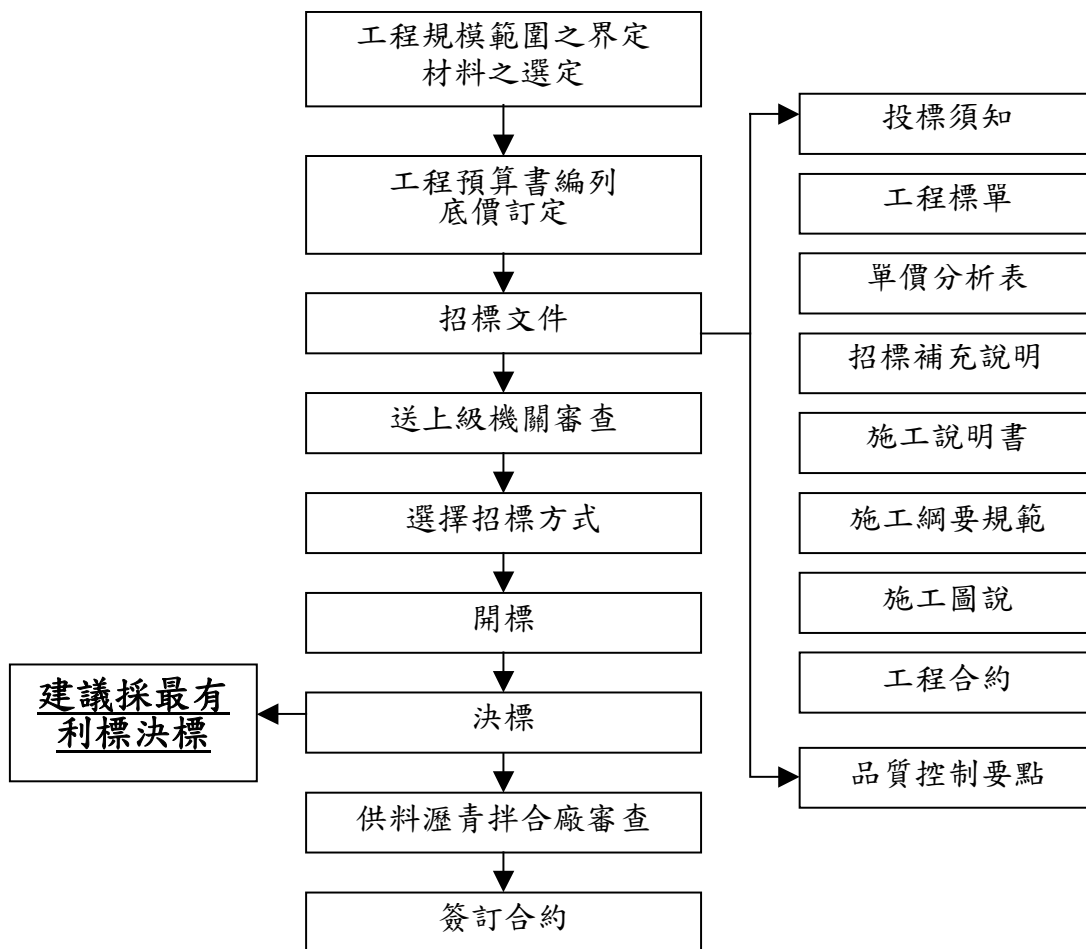 工程規模範圍之界定
材料之選定
工程預算書編列
底價訂定
招標文件
送上級機關審查
選擇招標方式
開標
決標
供料瀝青拌合廠審查
簽訂合約
建議採最有
利標決標
投標須知
工程標單
單價分析表
招標補充說明
施工說明書
施工綱要規範
施工圖說
工程合約
品質控制要點